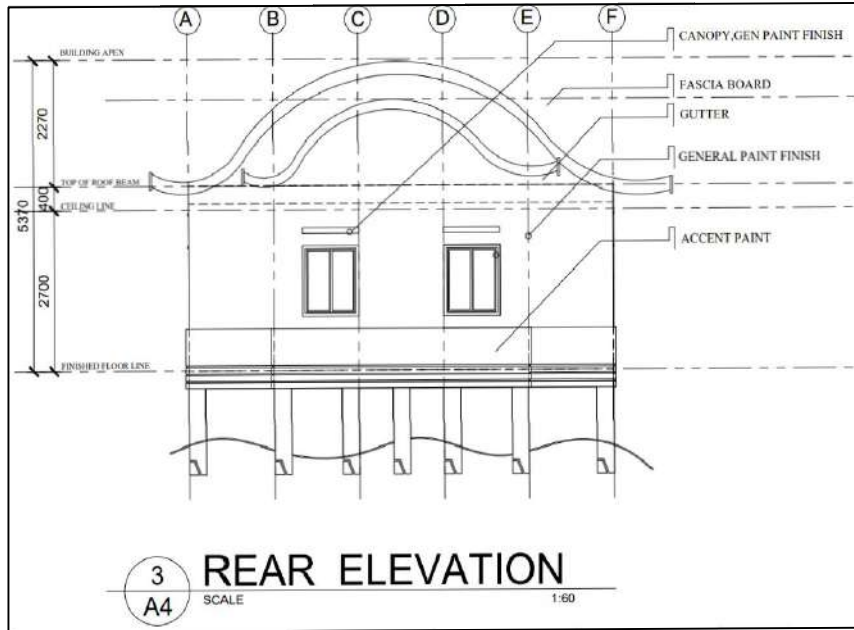 A B C D E F
BUILDING APEX
CANOPY,GEN PAINT FINISH
FASCIA BOARD
GUTTER
GENERAL PAINT FINISH
2270
TOP OF ROOF BEAM
400
CEILING LINE
5370
ACCENT PAINT
2700
FINISHED FLOOR LINE
3
A4
REAR ELEVATION
SCALE 1:60